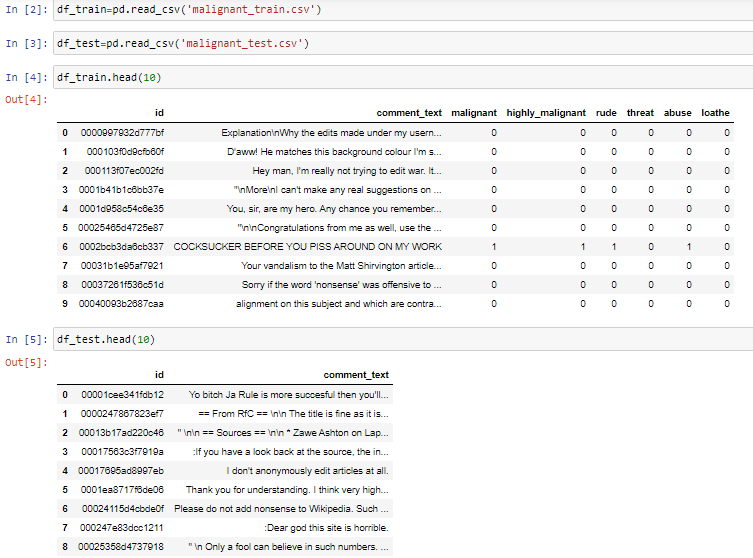 In [2]: df_train=pd.read_csv('malignant_train.csv')
In [3]: df_test=pd.read_csv('malignant_test.csv')
In [4]: df_train.head(10)
Out[4]:
id comment_text malignant highly_malignant rude threat abuse loathe
0 0000997932d777bf Explanation\nWhy the edits made under my usern... 0 0 0 0 0 0
1 000103f0d9cfb60f D'aww! He matches this background colour I'm s... 0 0 0 0 0 0
2 000113f07ec002fd Hey man, I'm really not trying to edit war. It... 0 0 0 0 0 0
3 0001b41b1c6bb37e "\nMore\nI can't make any real suggestions on ... 0 0 0 0 0 0
4 0001d958c54c6e35 You, sir, are my hero. Any chance you remember... 0 0 0 0 0 0
5 00025465d4725e87 "\n\nCongratulations from me as well, use the ... 0 0 0 0 0 0
6 0002bcb3da6cb337 COCKSUCKER BEFORE YOU PISS AROUND ON MY WORK 1 1 1 0 1 0
7 00031b1e95af7921 Your vandalism to the Matt Shirvington article... 0 0 0 0 0 0
8 00037261f536c51d Sorry if the word 'nonsense' was offensive to ... 0 0 0 0 0 0
9 00040093b2687caa alignment on this subject and which are contra... 0 0 0 0 0 0
In [5]: df_test.head(10)
Out[5]:
id comment_text
0 00001cee341fdb12 Yo bitch Ja Rule is more succesful then you'll...
1 0000247867823ef7 == From RfC == \n\n The title is fine as it is...
2 00013b17ad220c46 " \n\n == Sources == \n\n * Zawe Ashton on Lap...
3 00017563c3f7919a :If you have a look back at the source, the in...
4 00017695ad8997eb I don't anonymously edit articles at all.
5 0001ea8717f6de06 Thank you for understanding. I think very high...
6 00024115d4cbde0f Please do not add nonsense to Wikipedia. Such ...
7 000247e83dcc1211 :Dear god this site is horrible.
8 00025358d4737918 " \n Only a fool can believe in such numbers. ...